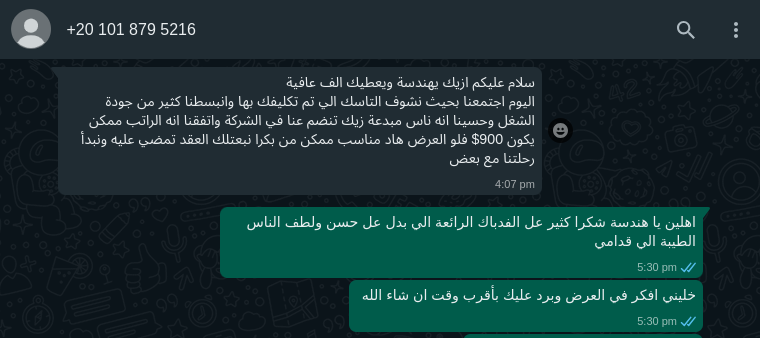 +20 101 879 5216
سلام عليكم ازيك يهندسة ويعطيك الف عافية
اليوم اجتمعنا بحيث نشوف التاسك الي تم تكليفك بها وانبسطنا كثير من جودة
الشغل وحسينا انه ناس مبدعة زيك تنضم عنا في الشركة واتفقنا انه الراتب ممكن
يكون 900$ فلو العرض هاد مناسب ممكن من بكرا نبعتلك العقد تمضي عليه ونبدأ
رحلتنا مع بعض
4:07 pm
اهلين يا هندسة شكرا كثير عل الفدباك الرائعة الي بدل عل حسن ولطف الناس
الطيبة الي قدامي
5:30 pm
خليني افكر في العرض وبرد عليك بأقرب وقت ان شاء الله
5:30 pm